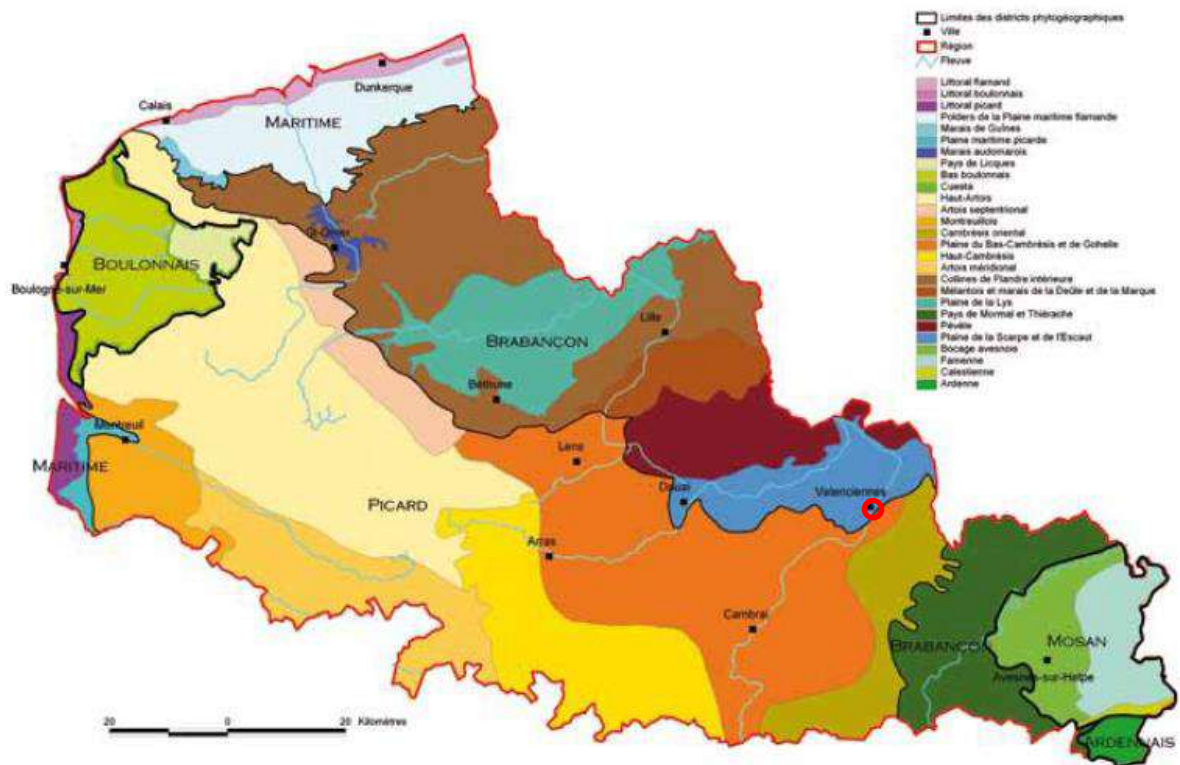 Limites des districts phytogéographiques
Ville
Région
Fleuve
Littoral flamand
Littoral boulonnais
Littoral picard
Polders de la Plaine maritime flamande
Marais de Guînes
Plaine maritime picarde
Marais audomarois
Pays de Licques
Bas boulonnais
Cuesta
Haut-Artois
Artois septentrional
Montreuillois
Cambrésis oriental
Plaine du Bas-Cambrésis et de Gohelle
Haut-Cambrésis
Artois méridional
Collines de Flandre intérieure
Mélantois et marais de la Deûle et de la Marque
Plaine de la Lys
Pays de Mormal et Thiérache
Pévèle
Plaine de la Scarpe et de l'Escaut
Bocage avesnois
Famenne
Calestienne
Ardenne
Dunkerque
Calais
MARITIME
St-Omer
BOULONNAIS
Boulogne-sur-Mer
Lille
BRABANÇON
Béthune
Montreuil
Lens
MARITIME
Douai
Valenciennes
PICARD
Arras
Cambrai
BRABANÇON
MOSAN
Avesnes-sur-Helpe
20 0 20 Kilomètres
ARDENNAIS